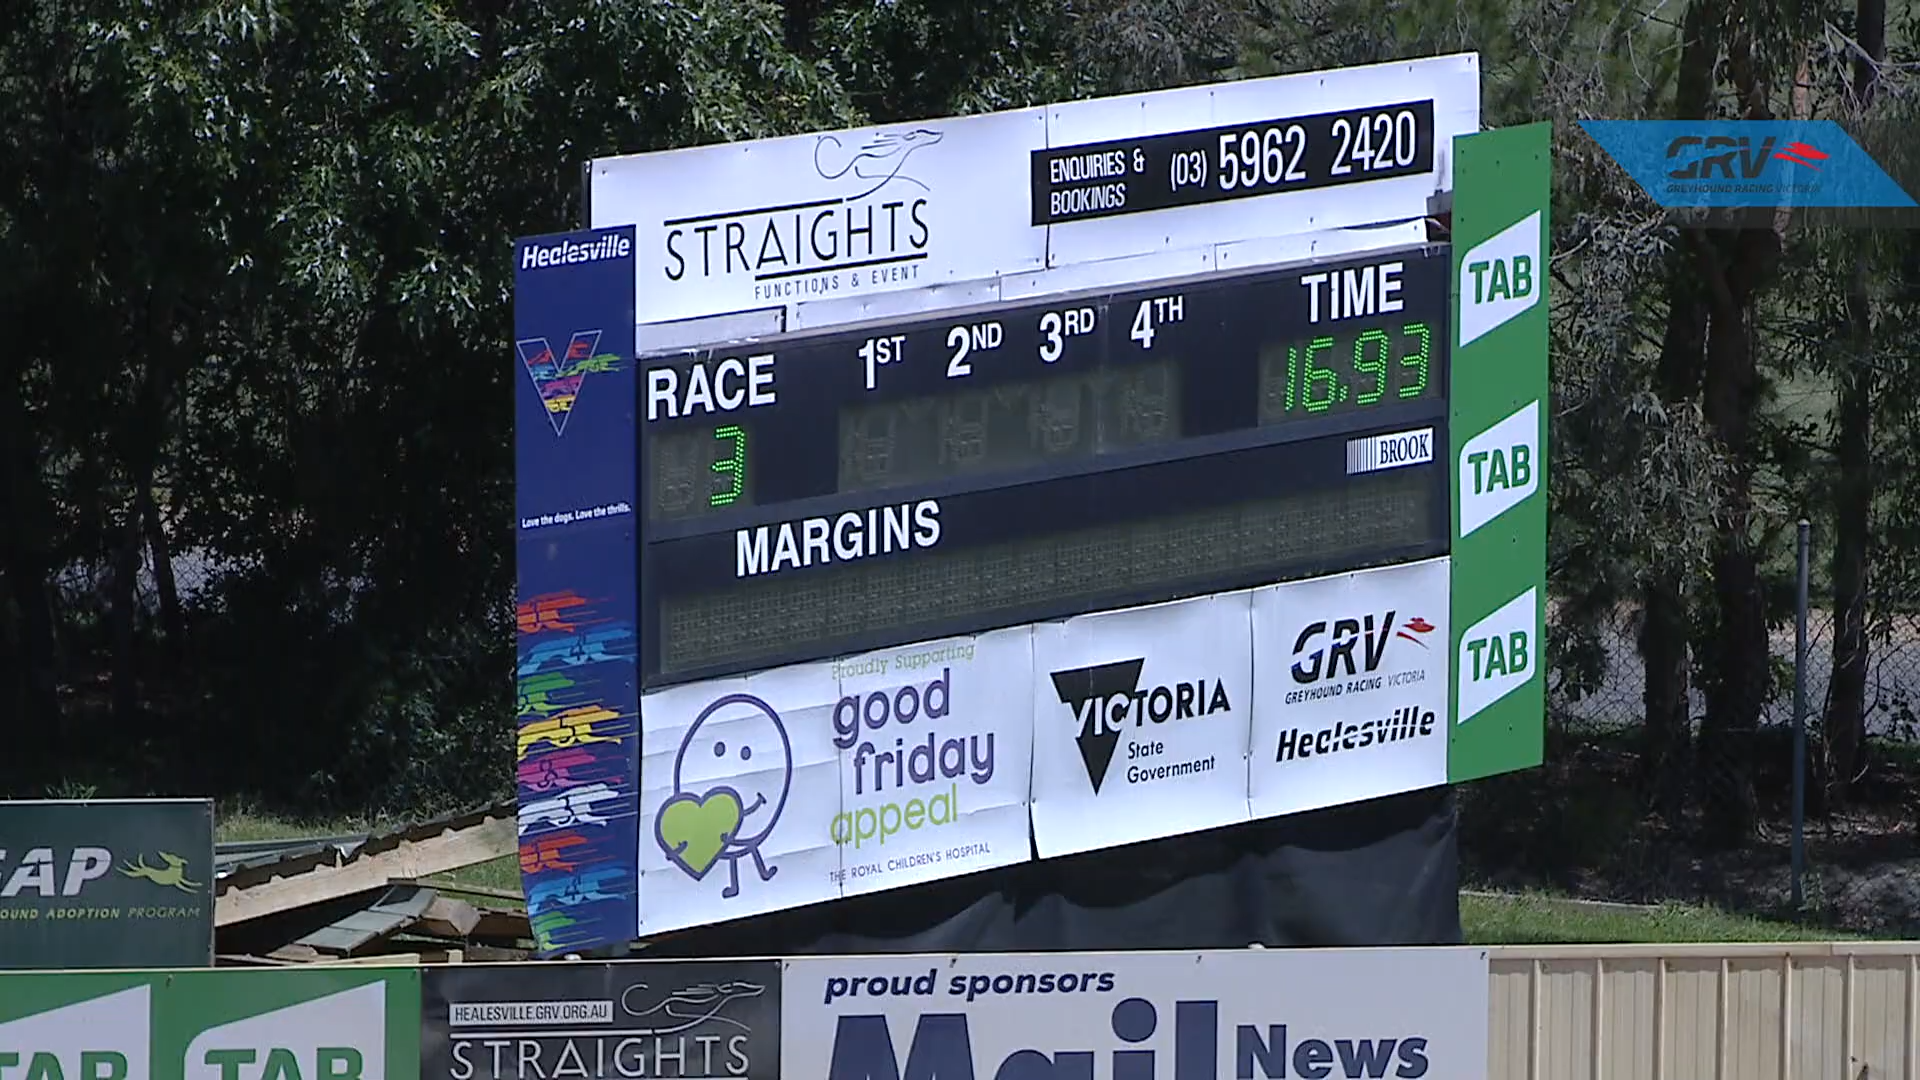 GRV
GREYHOUND RACING VICTORIA
ENQUIRIES &
BOOKINGS
(03) 5962 2420
STRAIGHTS
FUNCTIONS & EVENT
Healesville
Love the dogs. Love the thrills.
RACE 1ST 2ND 3RD 4TH TIME
3 16.93
BROOK
MARGINS
TAB
TAB
TAB
Proudly Supporting
good
friday
appeal
THE ROYAL CHILDREN'S HOSPITAL
VICTORIA
State
Government
GRV
GREYHOUND RACING VICTORIA
Healesville
GAP
OUND ADOPTION PROGRAM
TAB
TAB
HEALESVILLE.GRV.ORG.AU
STRAIGHTS
proud sponsors
Mail News